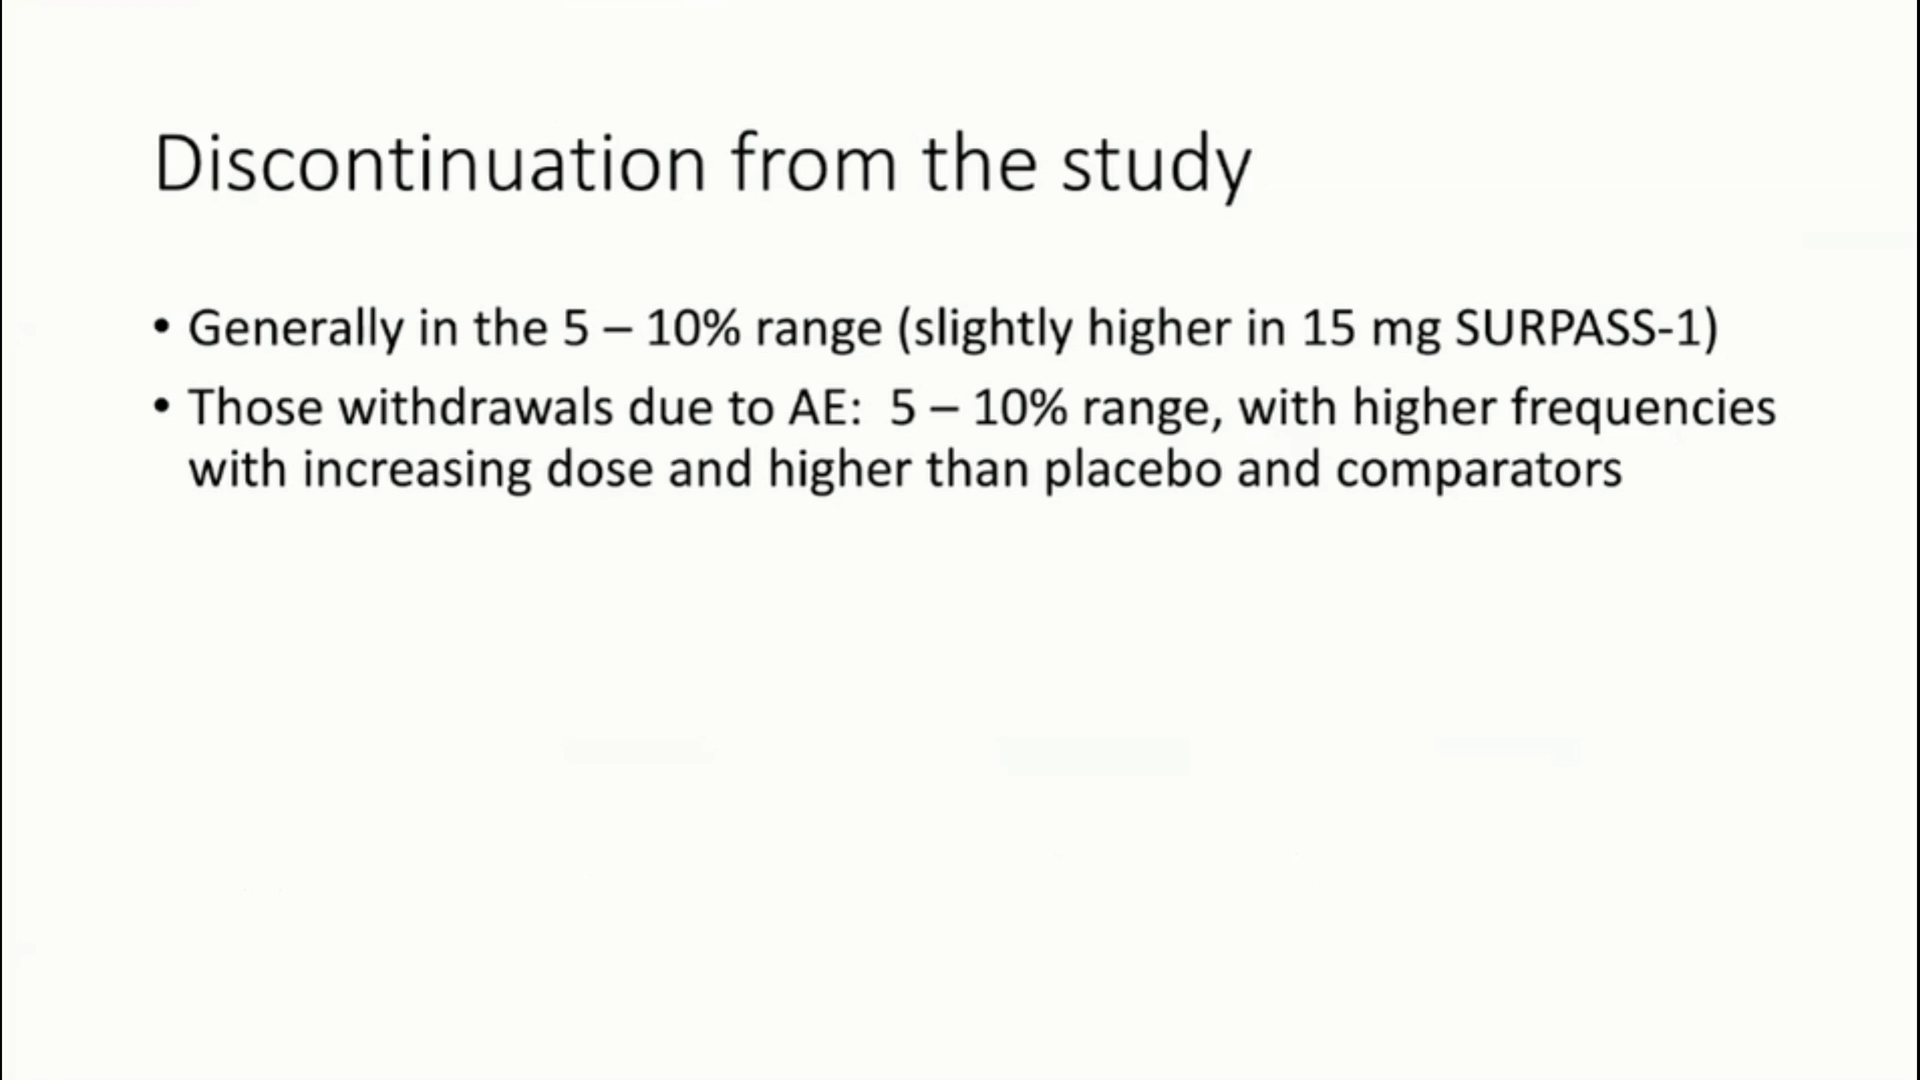 Discontinuation from the study
• Generally in the 5 – 10% range (slightly higher in 15 mg SURPASS-1)
• Those withdrawals due to AE:  5 – 10% range, with higher frequencies
with increasing dose and higher than placebo and comparators